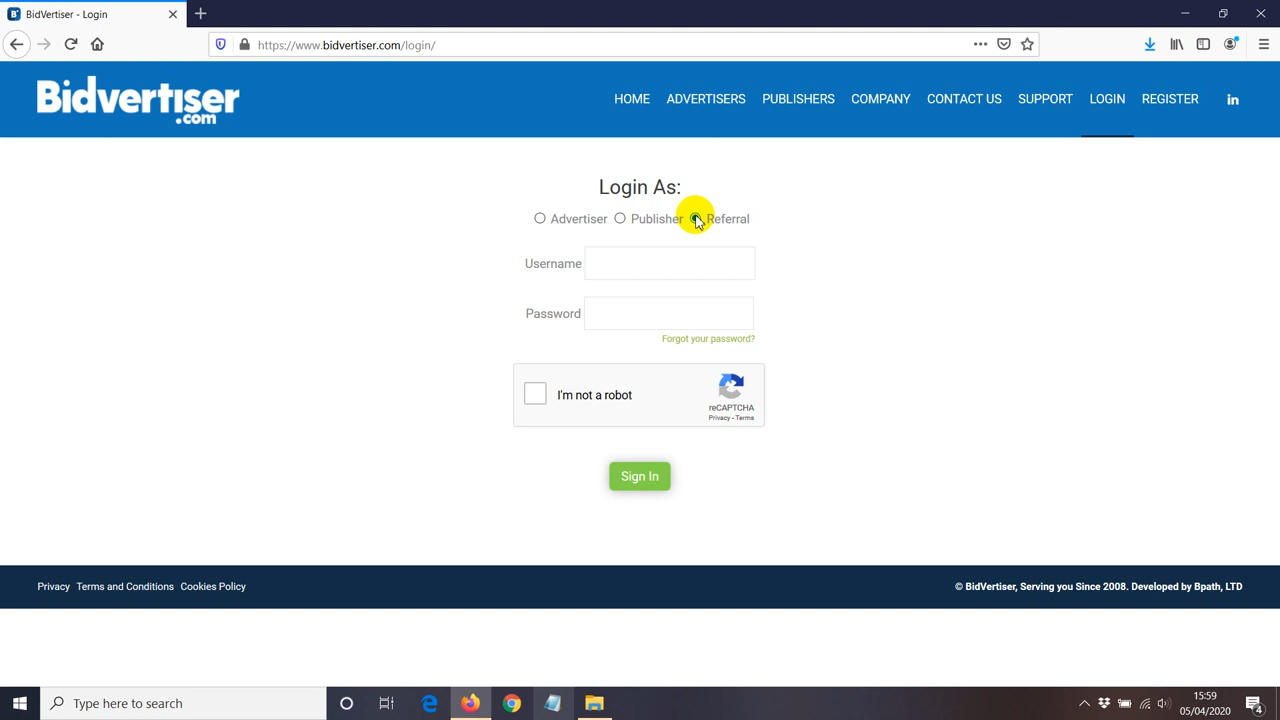 BidVertiser - Login
https://www.bidvertiser.com/login/
Bidvertiser
.com
HOME ADVERTISERS PUBLISHERS COMPANY CONTACT US SUPPORT LOGIN REGISTER in
Login As:
Advertiser Publisher Referral
Username
Password
Forgot your password?
I'm not a robot
reCAPTCHA
Privacy - Terms
Sign In
Privacy Terms and Conditions Cookies Policy
© BidVertiser, Serving you Since 2008. Developed by Bpath, LTD
Type here to search
15:59
05/04/2020
4